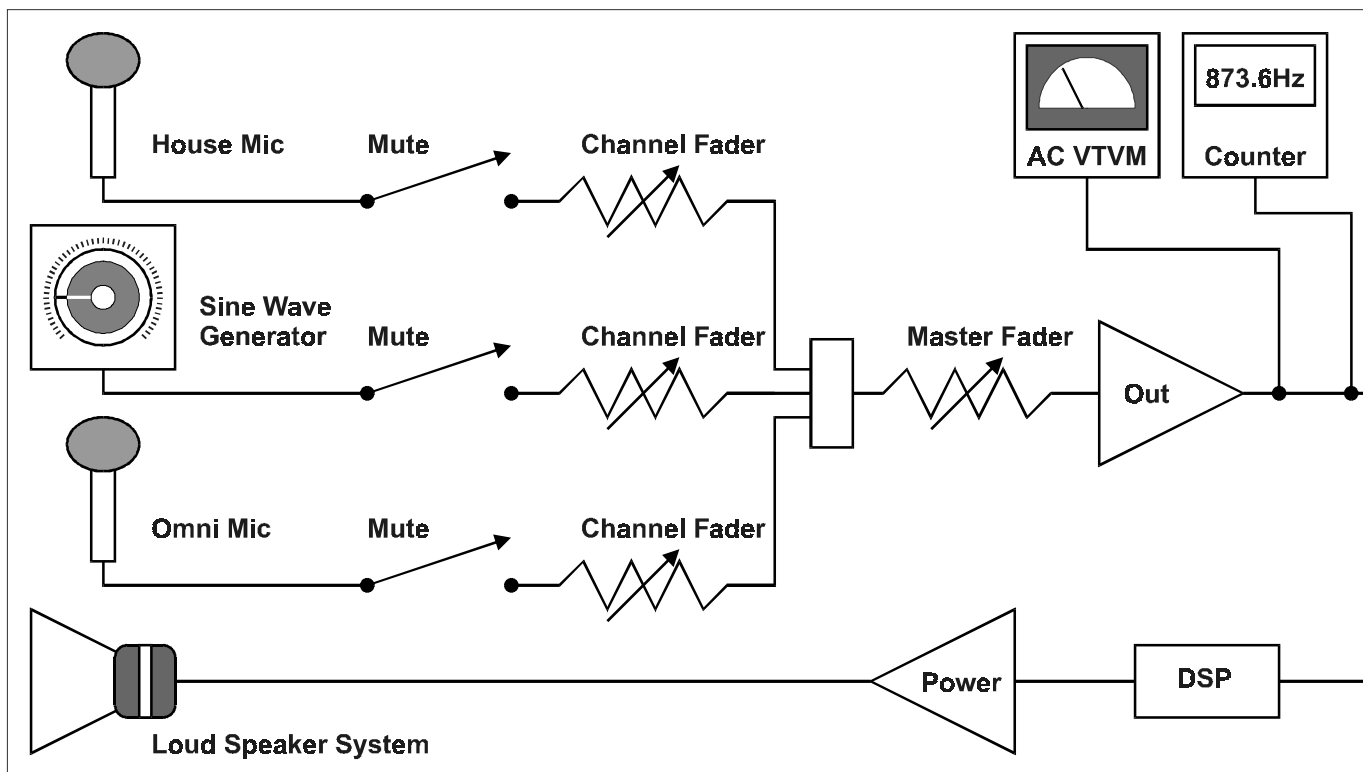 873.6Hz
House Mic
Mute
Channel Fader
AC VTVM
Counter
Sine Wave
Generator
Mute
Channel Fader
Master Fader
Out
Omni Mic
Mute
Channel Fader
Power
DSP
Loud Speaker System